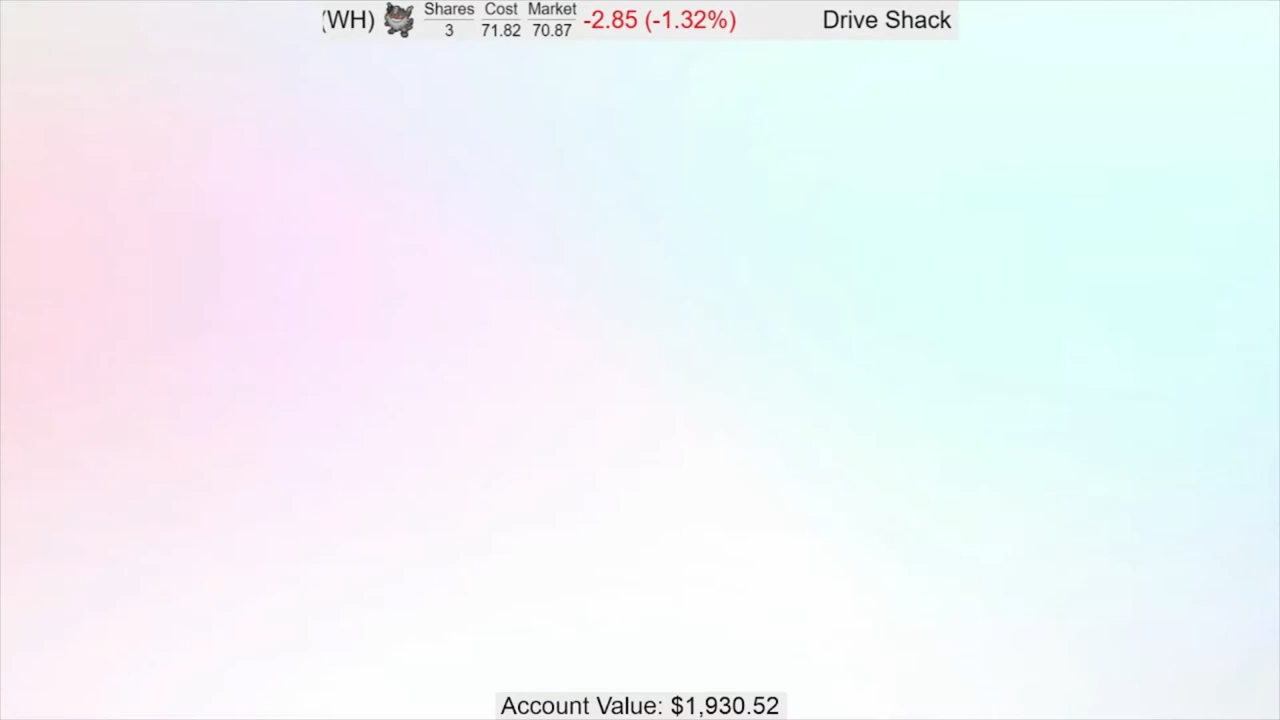 (WH) Shares Cost Market -2.85 (-1.32%) Drive Shack
3 71.82 70.87
Account Value: $1,930.52